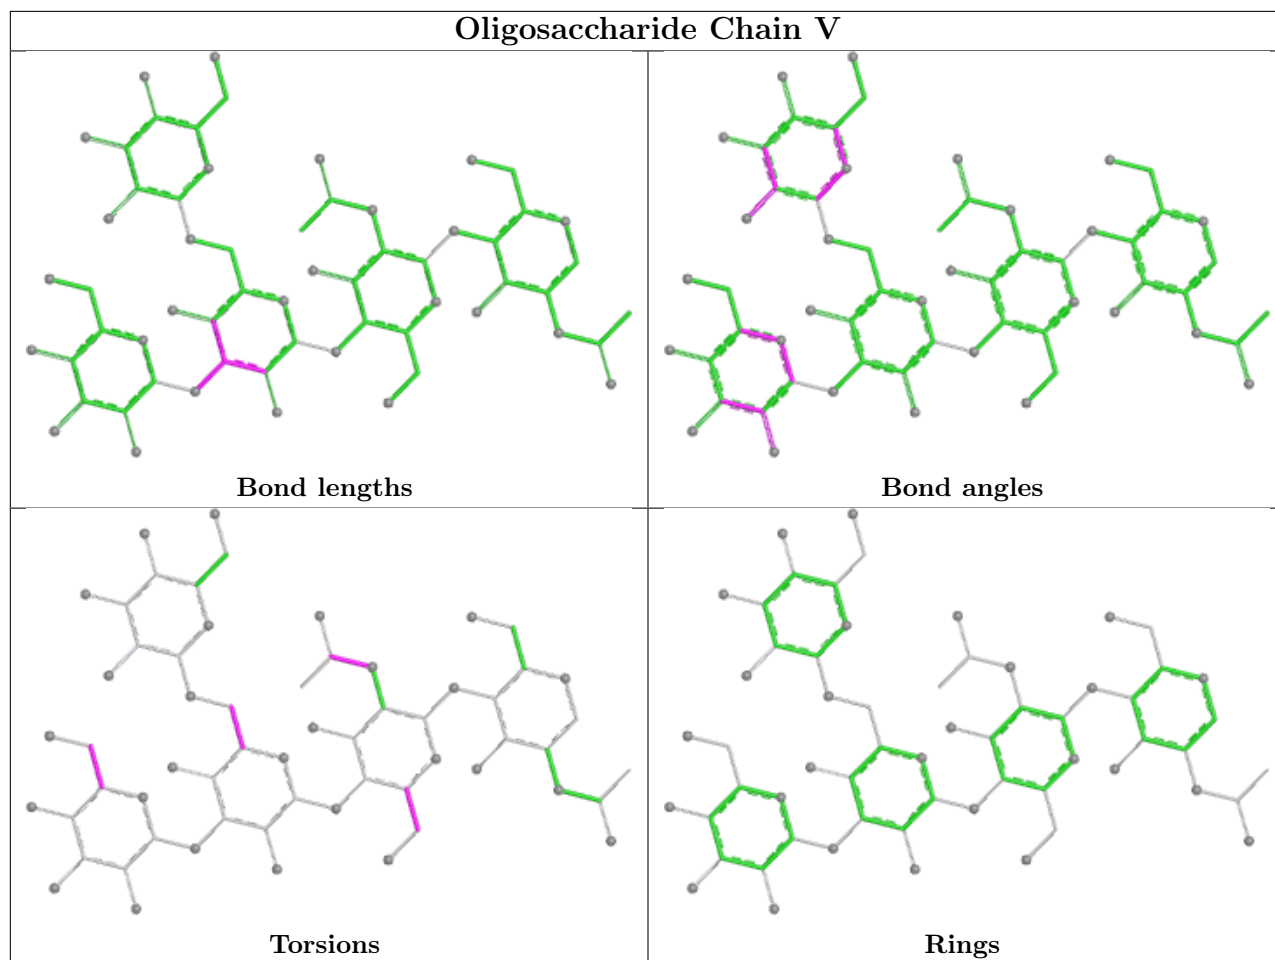 Oligosaccharide Chain V
Bond lengths
Bond angles
Torsions
Rings